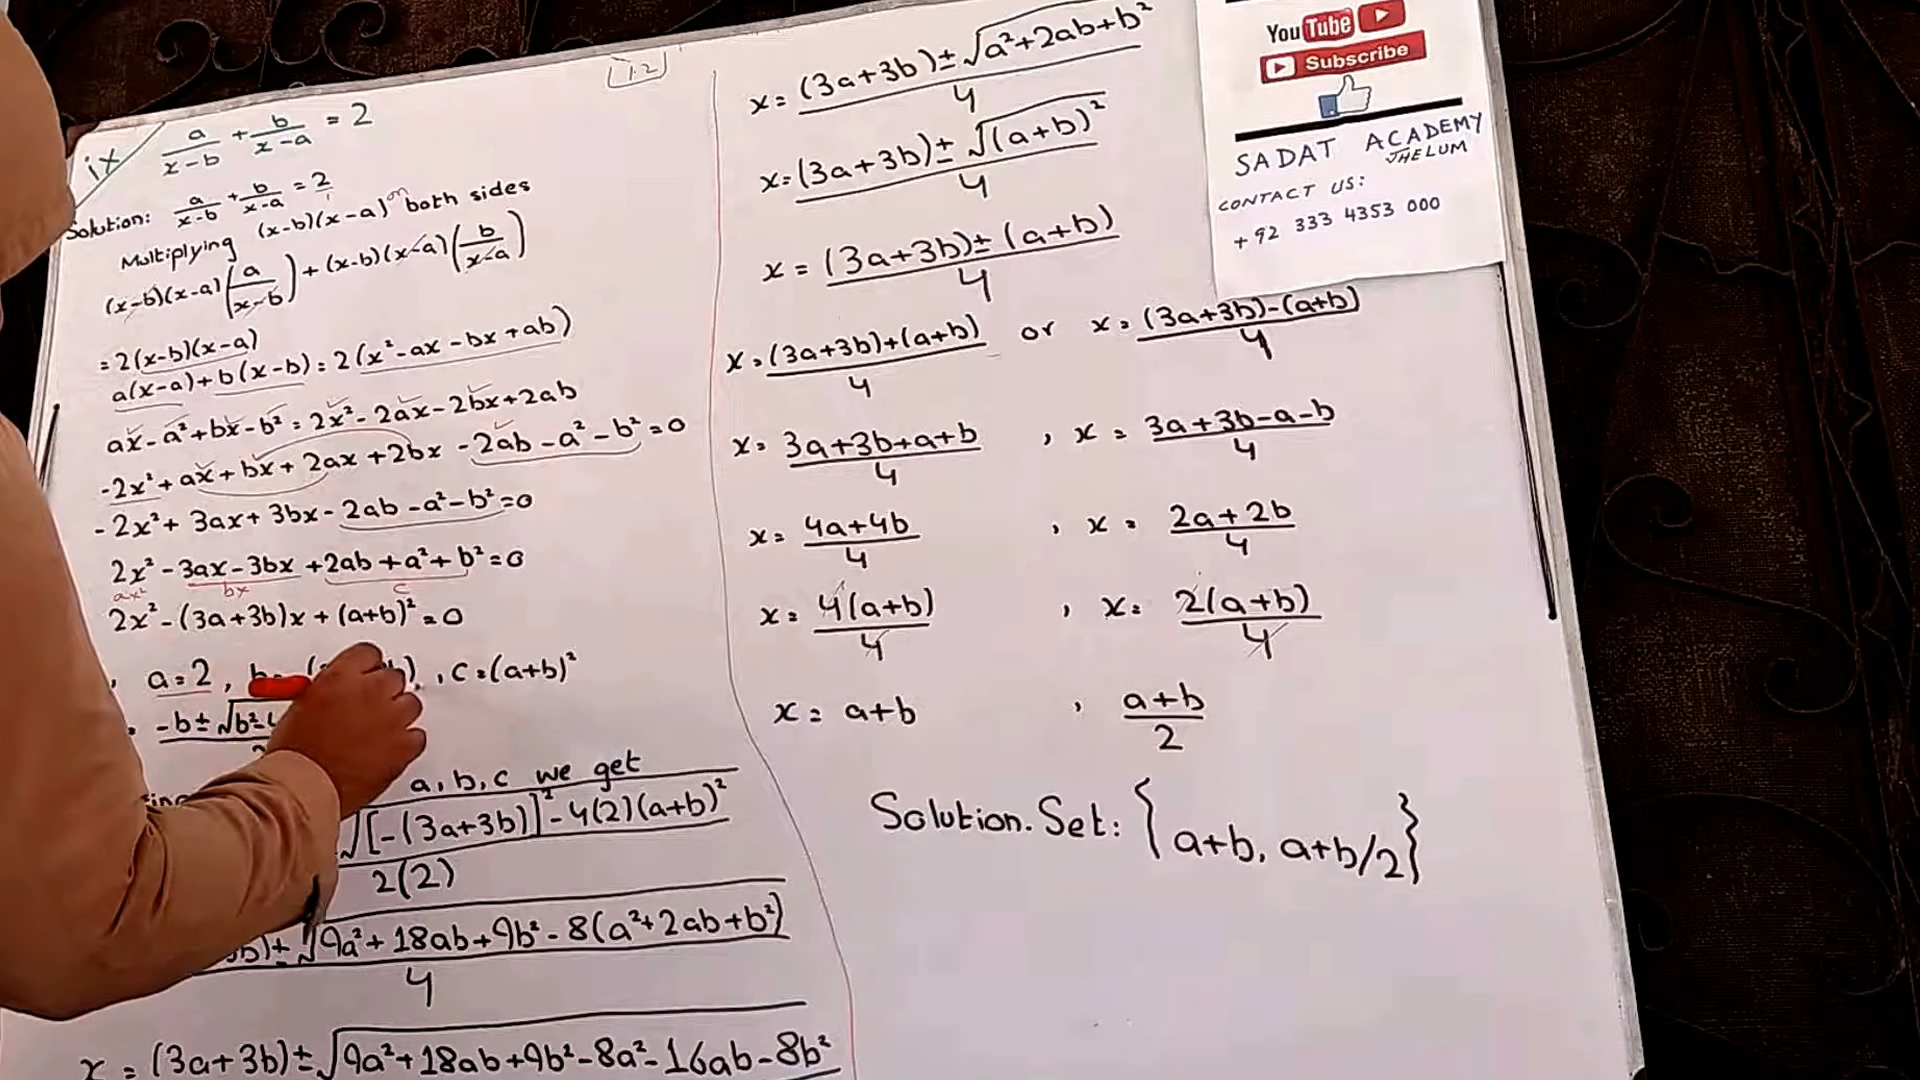 1.2
ix a/(x-b) + b/(x-a) = 2
Solution: a/(x-b) + b/(x-a) = 2/1
Multiplying (x-b)(x-a) on both sides
(x-b)(x-a)(a/(x-b)) + (x-b)(x-a)(b/(x-a))
= 2(x-b)(x-a)
a(x-a)+b(x-b) = 2(x²-ax-bx+ab)
ax-a²+bx-b² = 2x²-2ax-2bx+2ab
-2x²+ax+bx+2ax+2bx-2ab-a²-b²=0
-2x²+3ax+3bx-2ab-a²-b²=0
2x²-3ax-3bx+2ab+a²+b²=0
ax² bx c
2x²-(3a+3b)x+(a+b)²=0
a=2, , c=(a+b)²
-b±√b²-
a, b, c we get
√[-(3a+3b)]²-4(2)(a+b)²
2(2)
b)±√9a²+18ab+9b²-8(a²+2ab+b²)
4
x = (3a+3b)±√9a²+18ab+9b²-8a²-16ab-8b²
x = ((3a+3b)±√a²+2ab+b²)/4
x = ((3a+3b)±√(a+b)²)/4
x = ((3a+3b)±(a+b))/4
x = ((3a+3b)+(a+b))/4 or x = ((3a+3b)-(a+b))/4
x = (3a+3b+a+b)/4 , x = (3a+3b-a-b)/4
x = (4a+4b)/4 , x = (2a+2b)/4
x = 4(a+b)/4 , x = 2(a+b)/4
x = a+b , (a+b)/2
Solution.Set: {a+b, a+b/2}
YouTube
Subscribe
SADAT ACADEMY
JHELUM
CONTACT US:
+92 333 4353 000